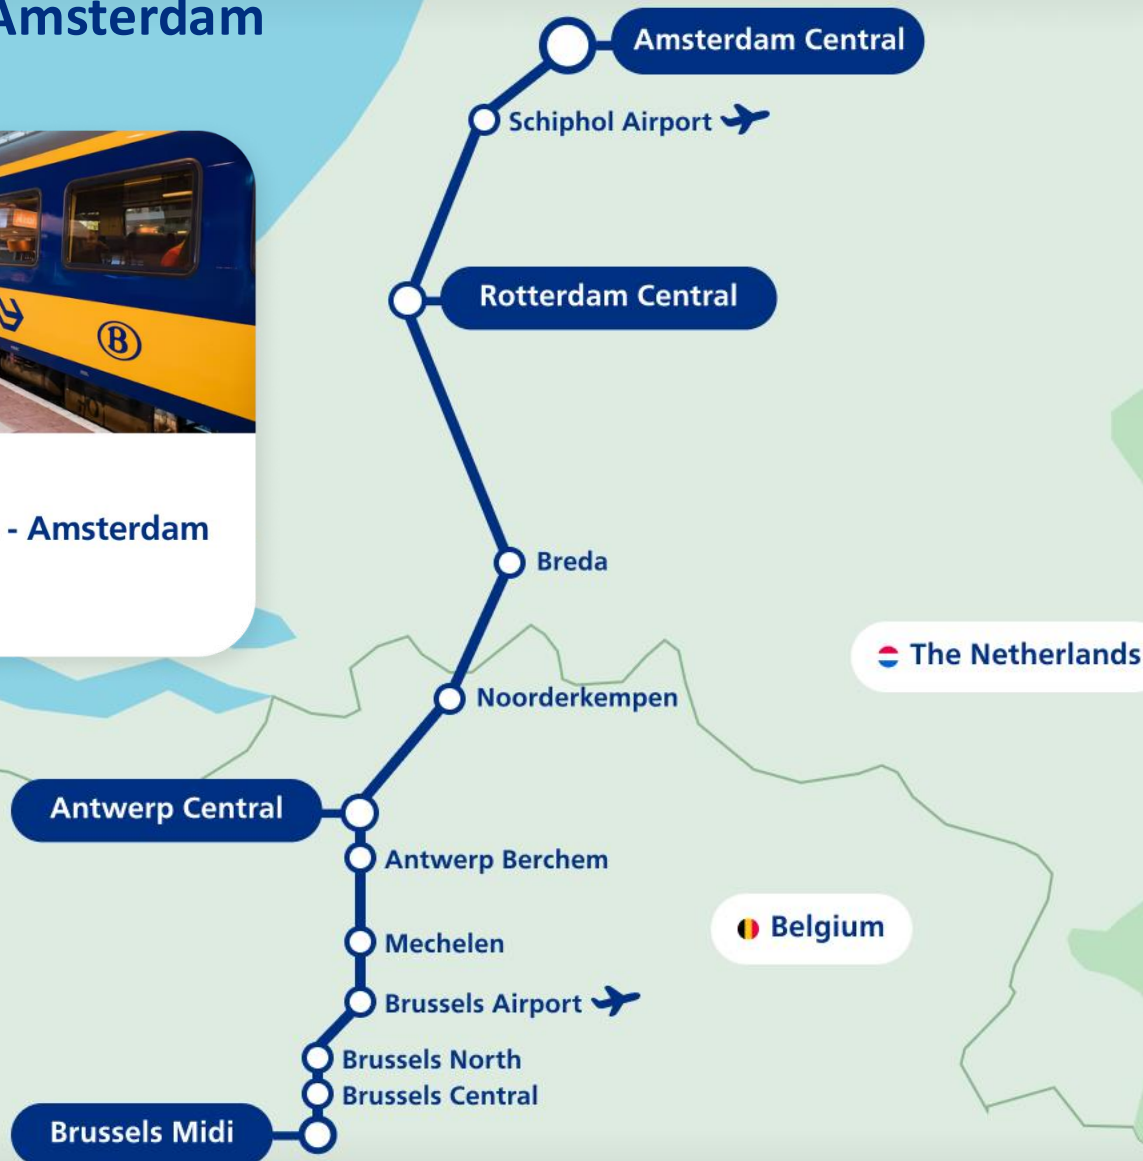 Amsterdam
Amsterdam Central
Schiphol Airport
Rotterdam Central
B
- Amsterdam
Breda
The Netherlands
Noorderkempen
Antwerp Central
Antwerp Berchem
Belgium
Mechelen
Brussels Airport
Brussels North
Brussels Central
Brussels Midi